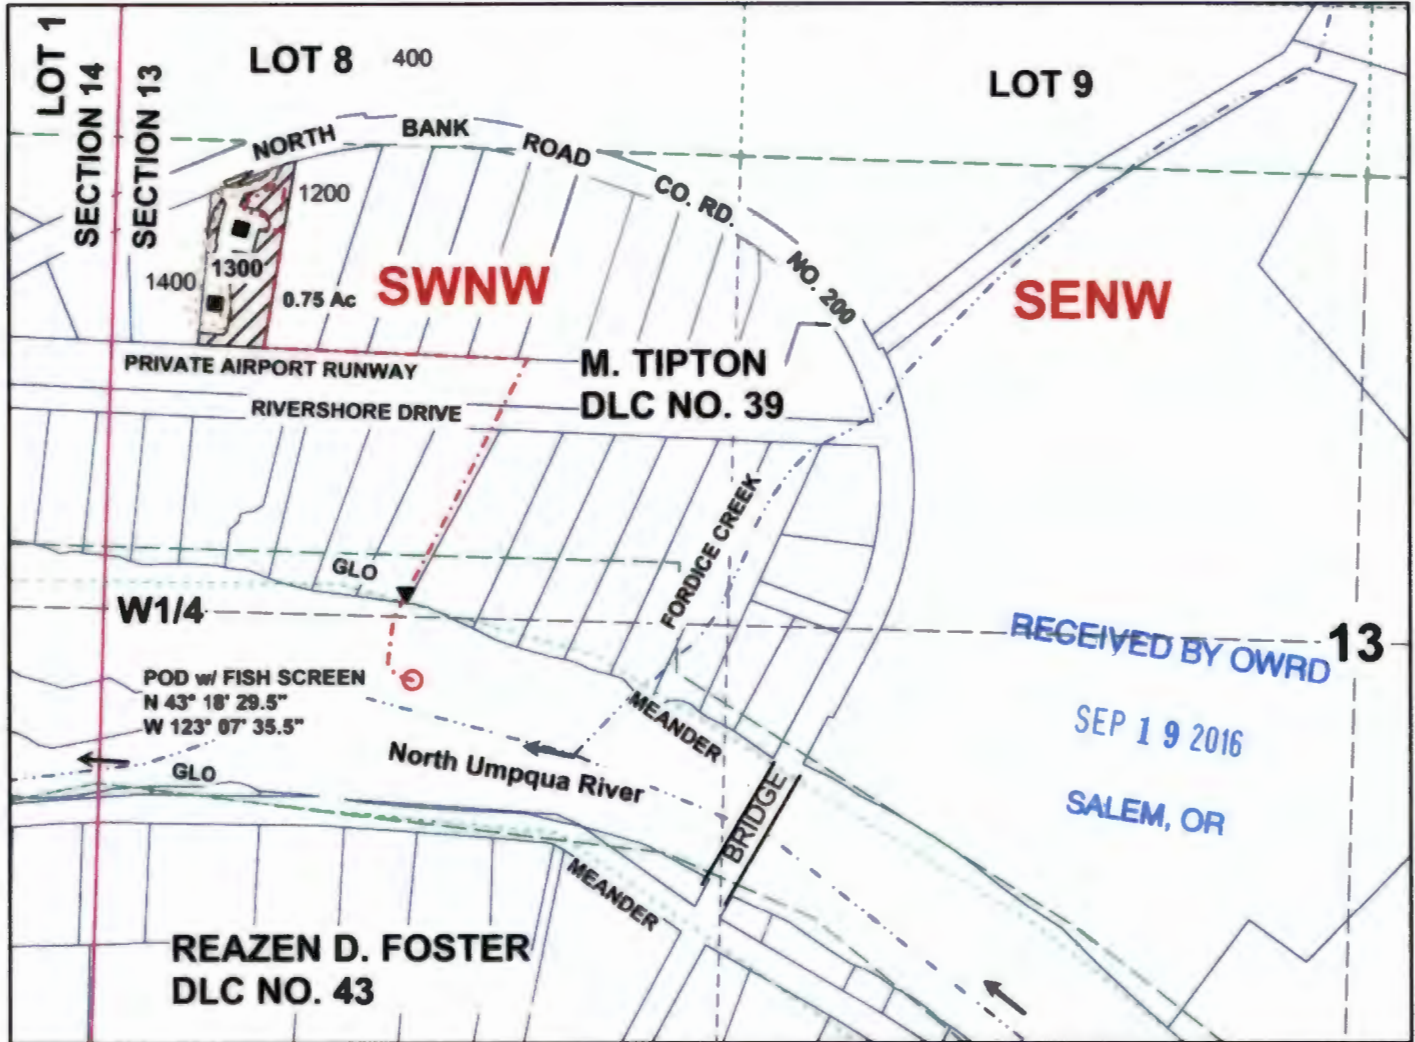 LOT 1
SECTION 14
SECTION 13
LOT 8
400
LOT 9
NORTH BANK ROAD CO. RD. NO. 200
1200
1300
1400
0.75 Ac
SWNW
SENW
M. TIPTON
DLC NO. 39
PRIVATE AIRPORT RUNWAY
RIVERSHORE DRIVE
FORDICE CREEK
GLO
W1/4
13
RECEIVED BY OWRD
SEP 19 2016
SALEM, OR
POD w/ FISH SCREEN
N 43° 18' 29.5"
W 123° 07' 35.5"
MEANDER
North Umpqua River
GLO
BRIDGE
MEANDER
REAZEN D. FOSTER
DLC NO. 43